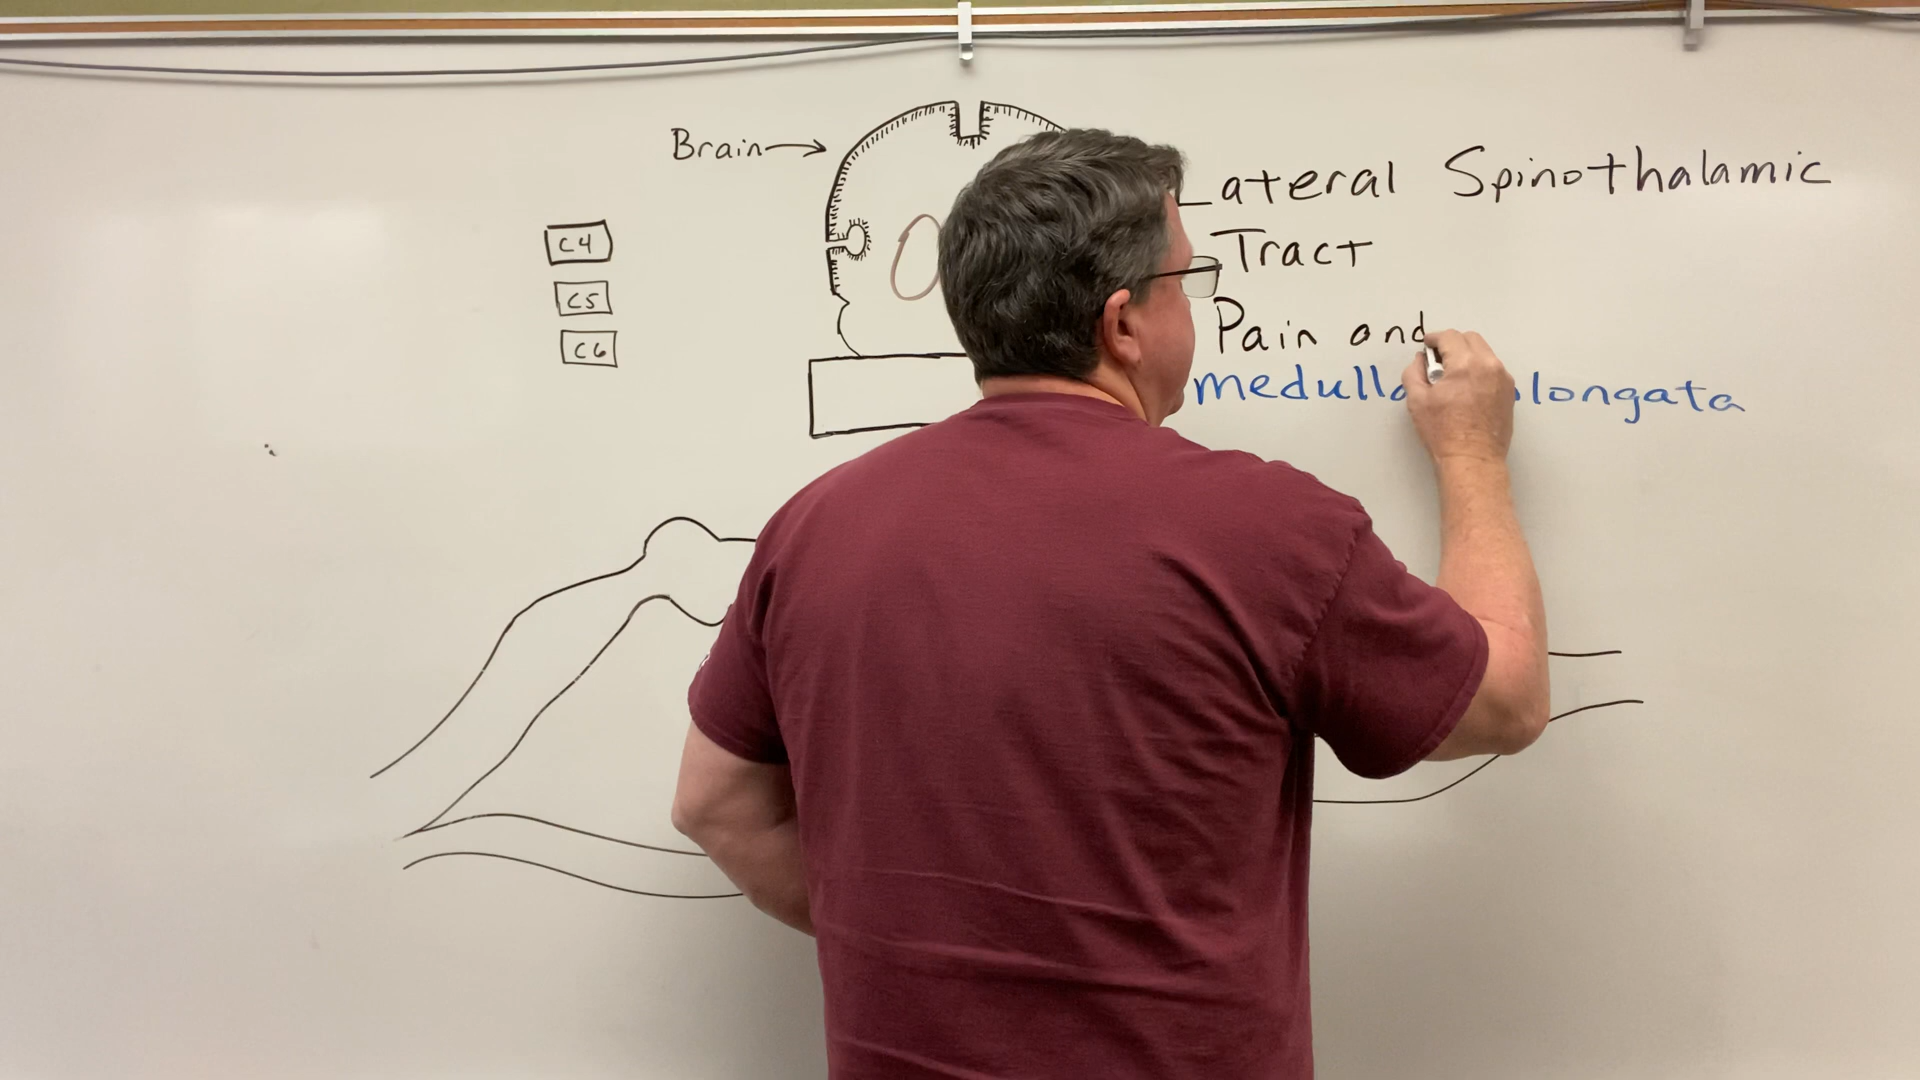 Brain
Lateral Spinothalamic
Tract
C4
C5
Pain and
C6
medulla oblongata